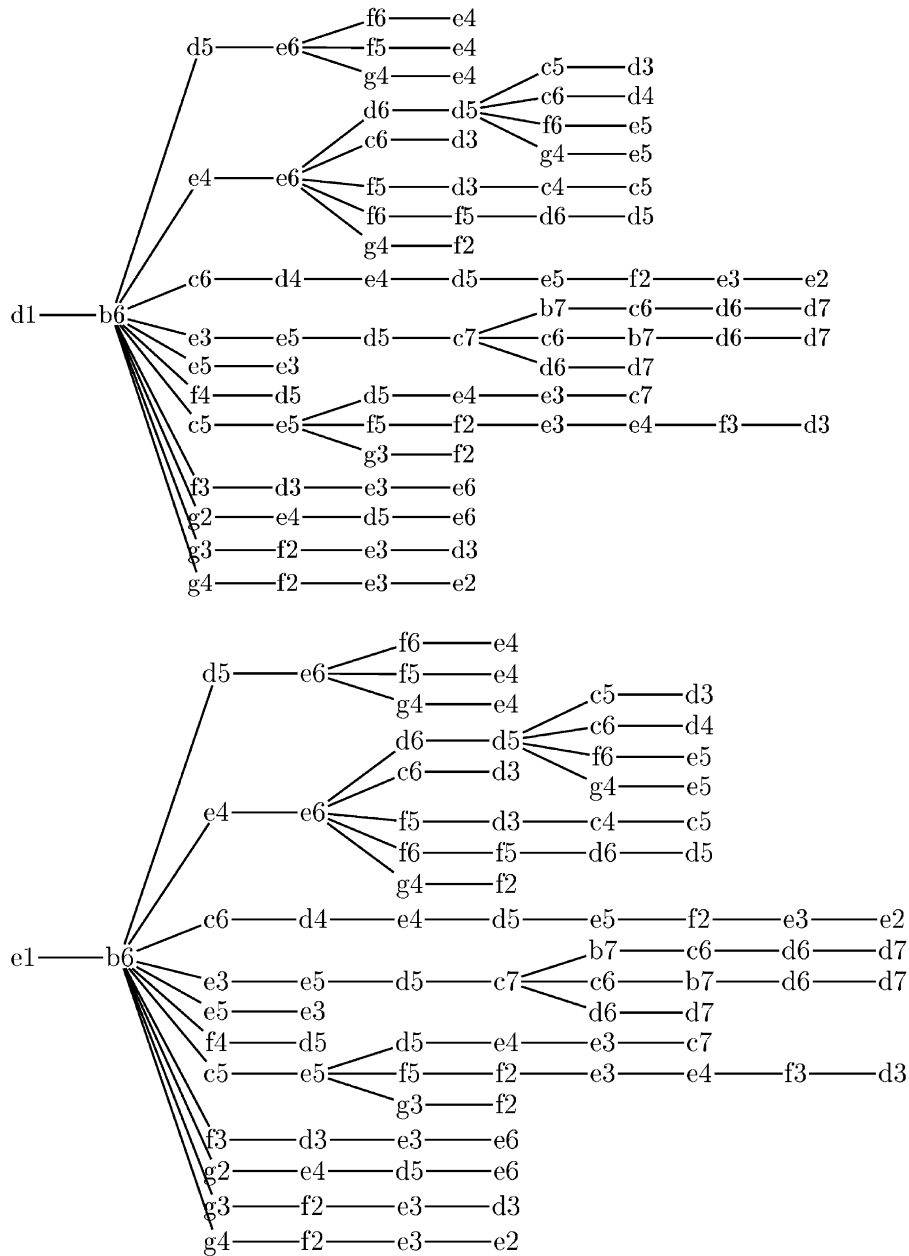 f6 e4
d5 e6 f5 e4
g4 e4
c5 d3
c6 d4
d6 d5
f6 e5
c6 d3
g4 e5
e4 e6
f5 d3 c4 c5
f6 f5 d6 d5
g4 f2
c6 d4 e4 d5 e5 f2 e3 e2
d1 b6
b7 c6 d6 d7
e3 e5 d5 c7 c6 b7 d6 d7
e5 e3
d6 d7
f4 d5
d5 e4 e3 c7
c5 e5 f5 f2 e3 e4 f3 d3
g3 f2
f3 d3 e3 e6
g2 e4 d5 e6
g3 f2 e3 d3
g4 f2 e3 e2
f6 e4
d5 e6 f5 e4
g4 e4
c5 d3
c6 d4
d6 d5
f6 e5
c6 d3
g4 e5
e4 e6
f5 d3 c4 c5
f6 f5 d6 d5
g4 f2
c6 d4 e4 d5 e5 f2 e3 e2
e1 b6
b7 c6 d6 d7
e3 e5 d5 c7 c6 b7 d6 d7
e5 e3
d6 d7
f4 d5
d5 e4 e3 c7
c5 e5 f5 f2 e3 e4 f3 d3
g3 f2
f3 d3 e3 e6
g2 e4 d5 e6
g3 f2 e3 d3
g4 f2 e3 e2